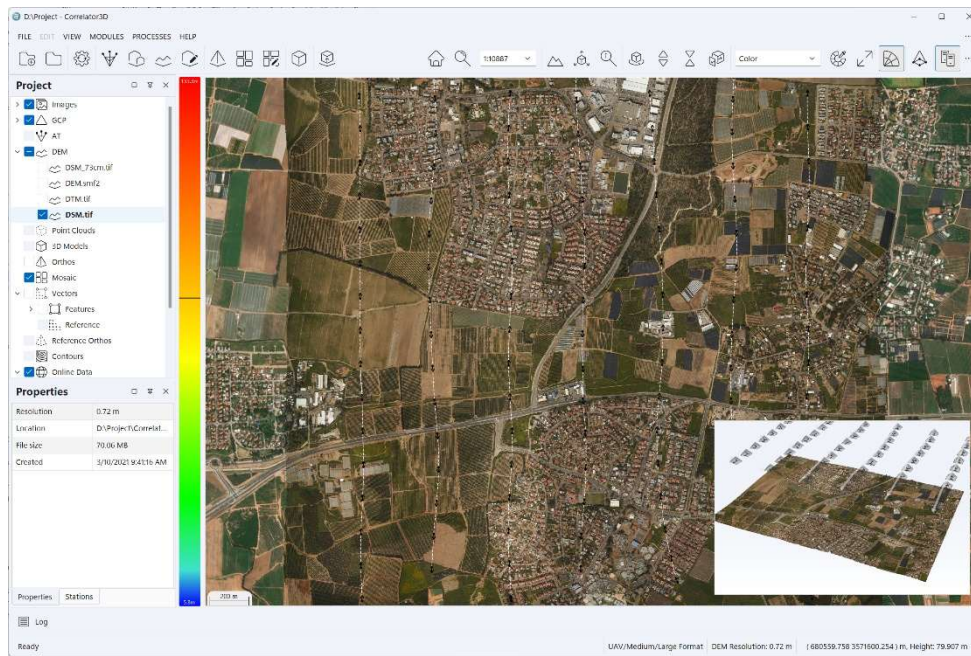 D:\Project - Correlator3D
FILE EDIT VIEW MODULES PROCESSES HELP
1:10887
Color
Project
Images
GCP
AT
DEM
DSM_73cm.tif
DEM.smf2
DTM.tif
DSM.tif
Point Clouds
3D Models
Orthos
Mosaic
Vectors
Features
Reference
Reference Orthos
Contours
Online Data
Properties
Resolution 0.72 m
Location D:\Project\Correlat...
File size 70.06 MB
Created 3/10/2021 9:41:16 AM
200 m
Properties Stations
Log
Ready UAV/Medium/Large Format DEM Resolution: 0.72 m ( 680559.758 3571600.254 ) m, Height: 79.907 m